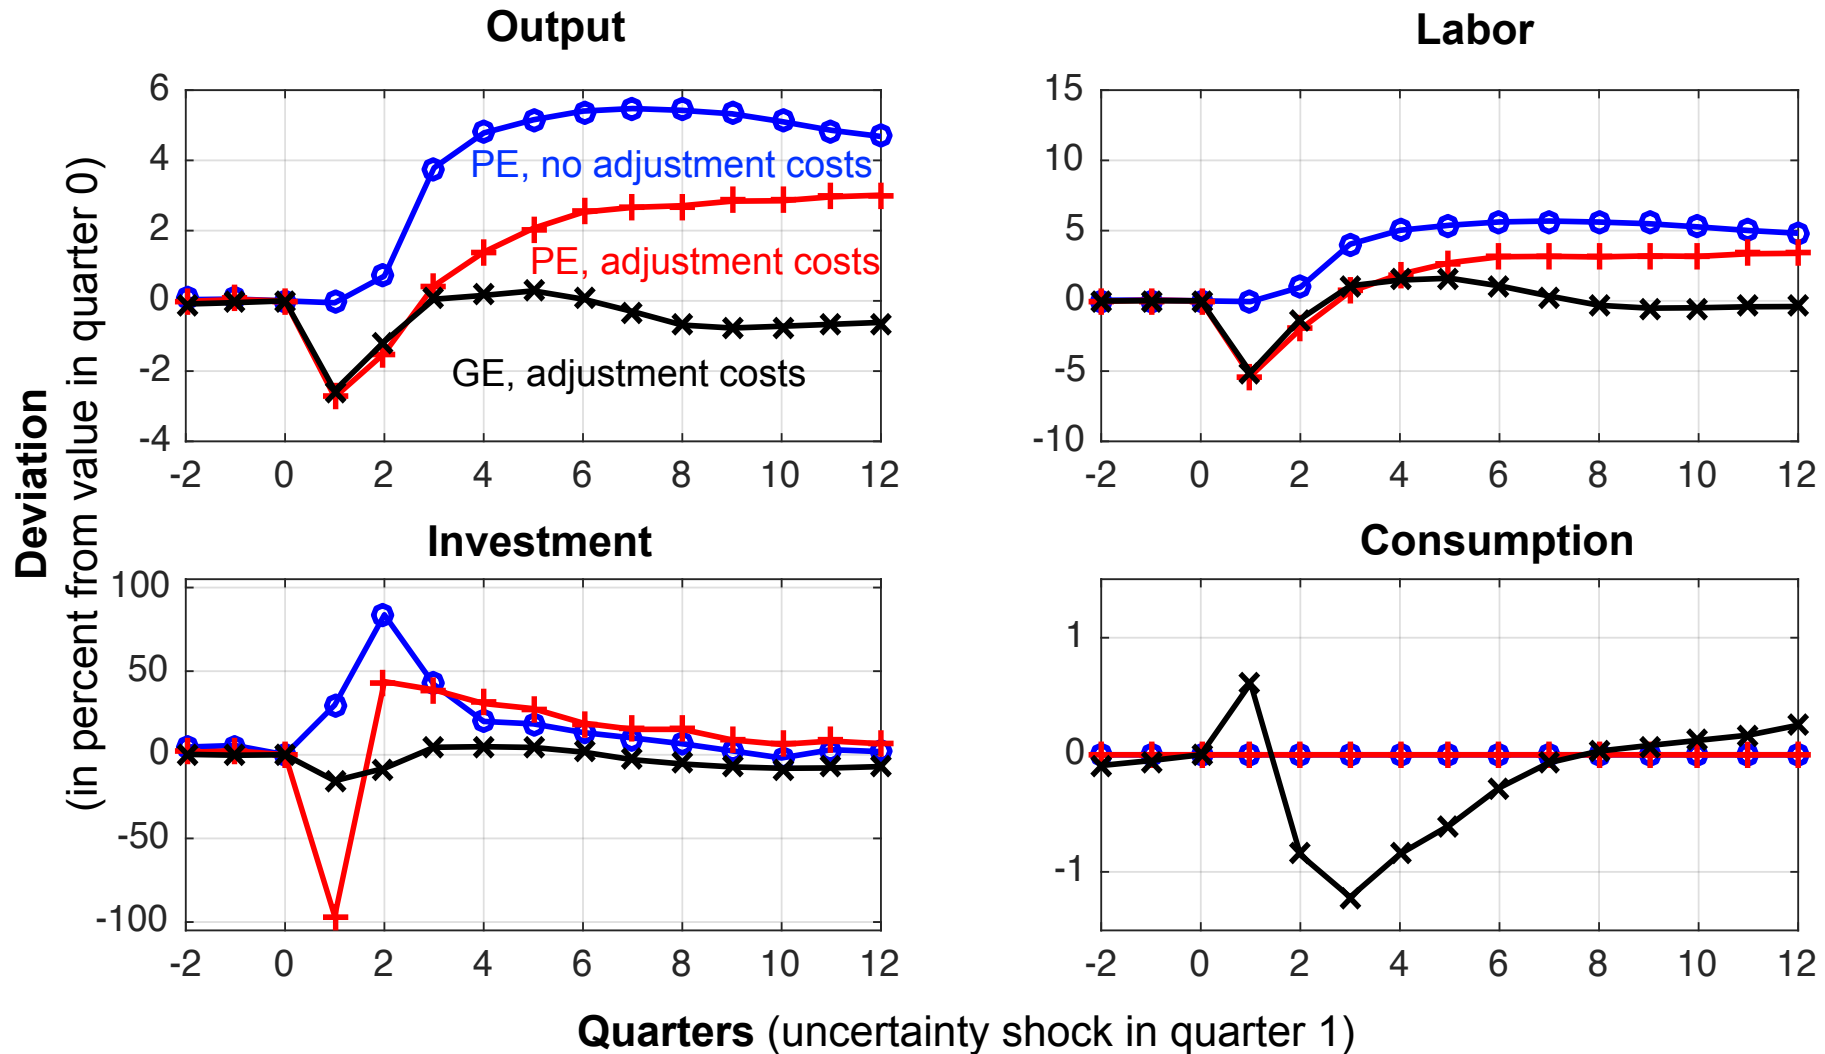 Output
6
4
2
0
-2
-4
-2 0 2 4 6 8 10 12
PE, no adjustment costs
PE, adjustment costs
GE, adjustment costs
Labor
15
10
5
0
-5
-10
-2 0 2 4 6 8 10 12
Deviation
(in percent from value in quarter 0)
Investment
100
50
0
-50
-100
-2 0 2 4 6 8 10 12
Consumption
1
0
-1
-2 0 2 4 6 8 10 12
Quarters (uncertainty shock in quarter 1)